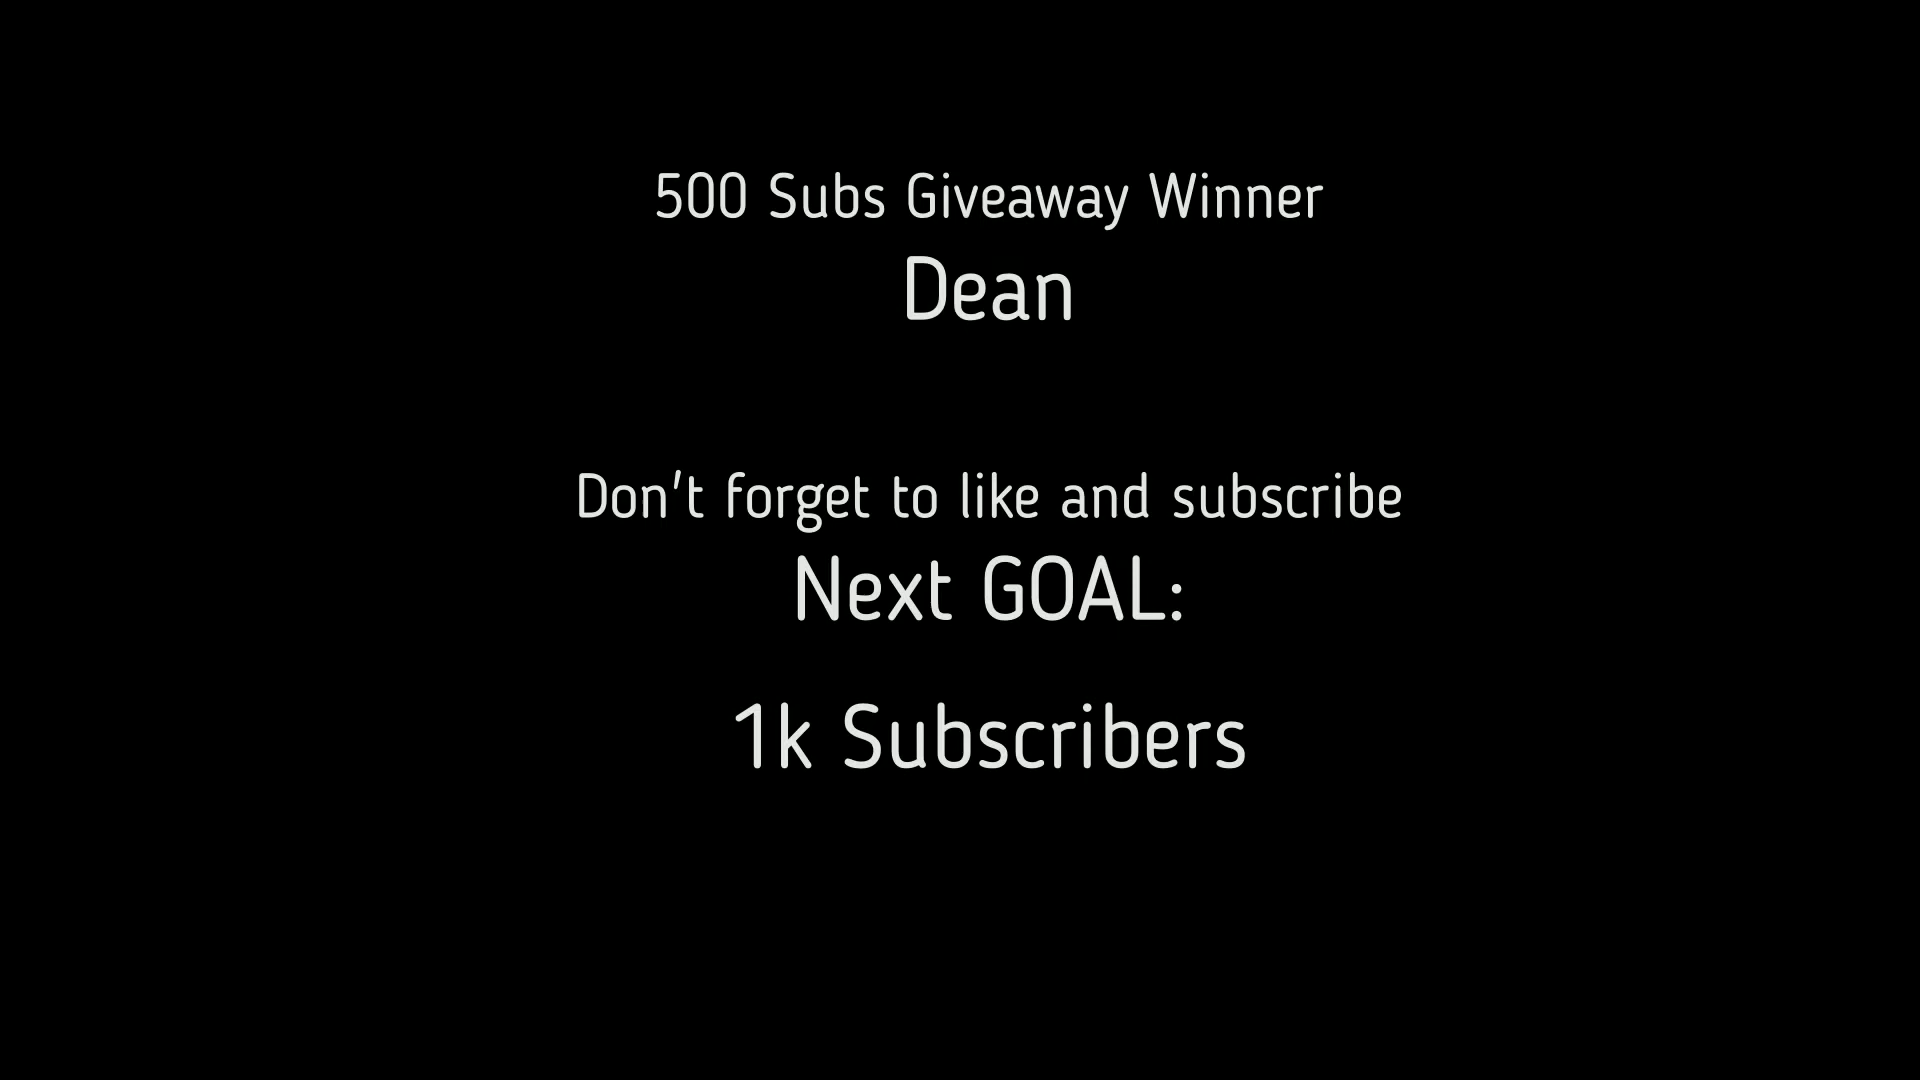 500 Subs Giveaway Winner
Dean
Don't forget to like and subscribe
Next GOAL:
1k Subscribers